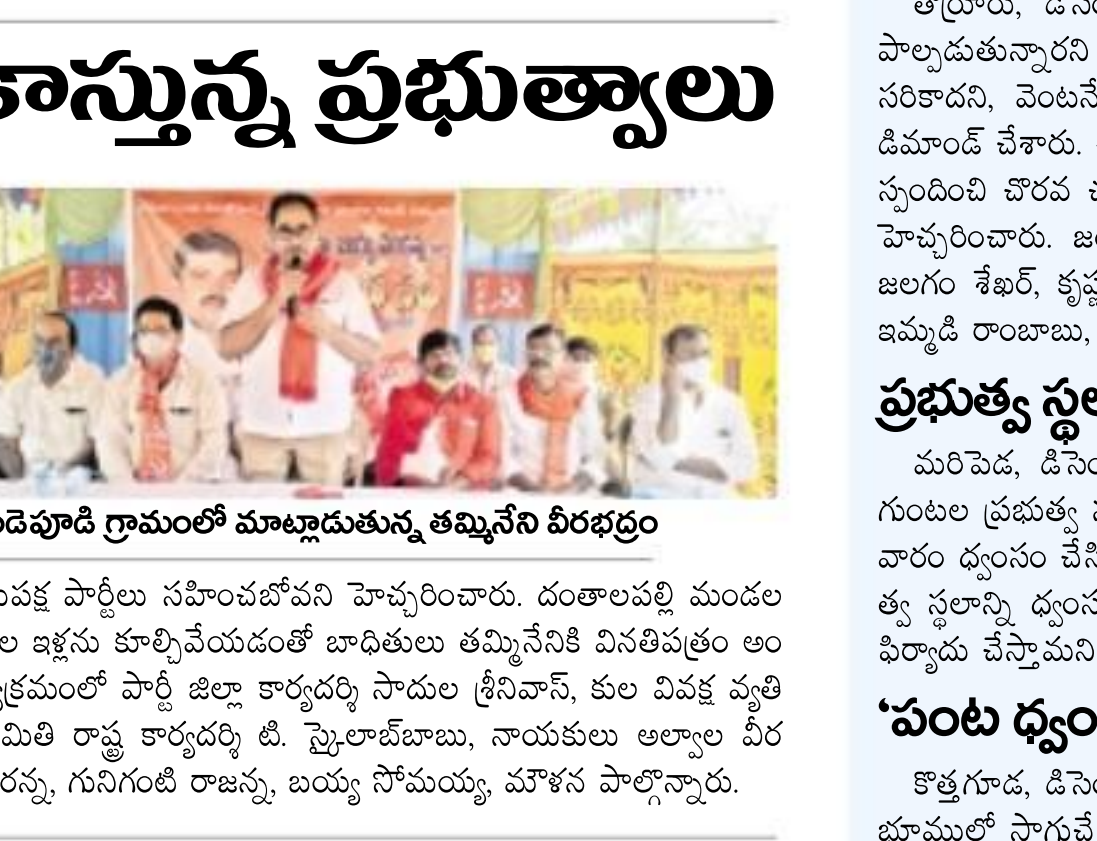 కాస్తున్న ప్రభుత్వాలు
డెపూడి గ్రామంలో మాట్లాడుతున్న తమ్మినేని వీరభద్రం
పక్ష పార్టీలు సహించబోవని హెచ్చరించారు. దంతాలపల్లి మండల
ల ఇళ్లను కూల్చివేయడంతో బాధితులు తమ్మినేనికి వినతిపత్రం అం
క్రమంలో పార్టీ జిల్లా కార్యదర్శి సాదుల శ్రీనివాస్, కుల వివక్ష వ్యతి
మితి రాష్ట్ర కార్యదర్శి టి. స్కైలాబ్‌బాబు, నాయకులు అల్వాల వీర
రన్న, గునిగంటి రాజన్న, బయ్య సోమయ్య, మౌళన పాల్గొన్నారు.
తొర్రూరు, డిసెం
పాల్పడుతున్నారని
సరికాదని, వెంటనే
డిమాండ్ చేశారు.
స్పందించి చొరవ
హెచ్చరించారు. జ
జలగం శేఖర్, కృష్ణ
ఇమ్మడి రాంబాబు,
ప్రభుత్వ స్థల
మరిపెడ, డిసెం
గుంటల ప్రభుత్వ
వారం ధ్వంసం చేసి
త్వ స్థలాన్ని ధ్వంస
ఫిర్యాదు చేస్తామని
‘పంట ధ్వం
కొత్తగూడ, డిసెం
భూములో సాగుచే